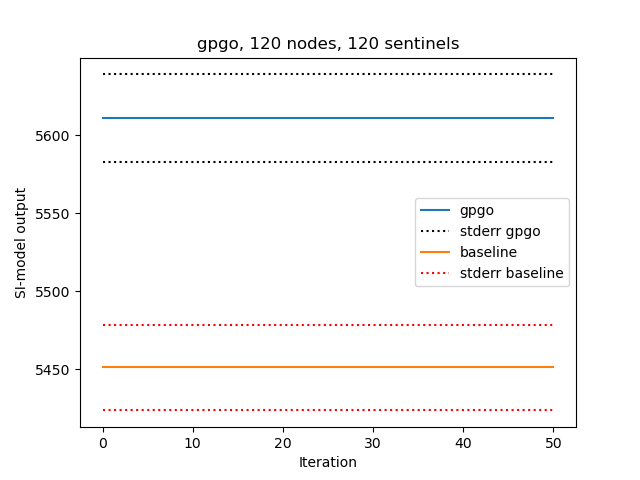 gpgo, 120 nodes, 120 sentinels
SI-model output
5600
5550
5500
5450
gpgo
stderr gpgo
baseline
stderr baseline
0 10 20 30 40 50
Iteration